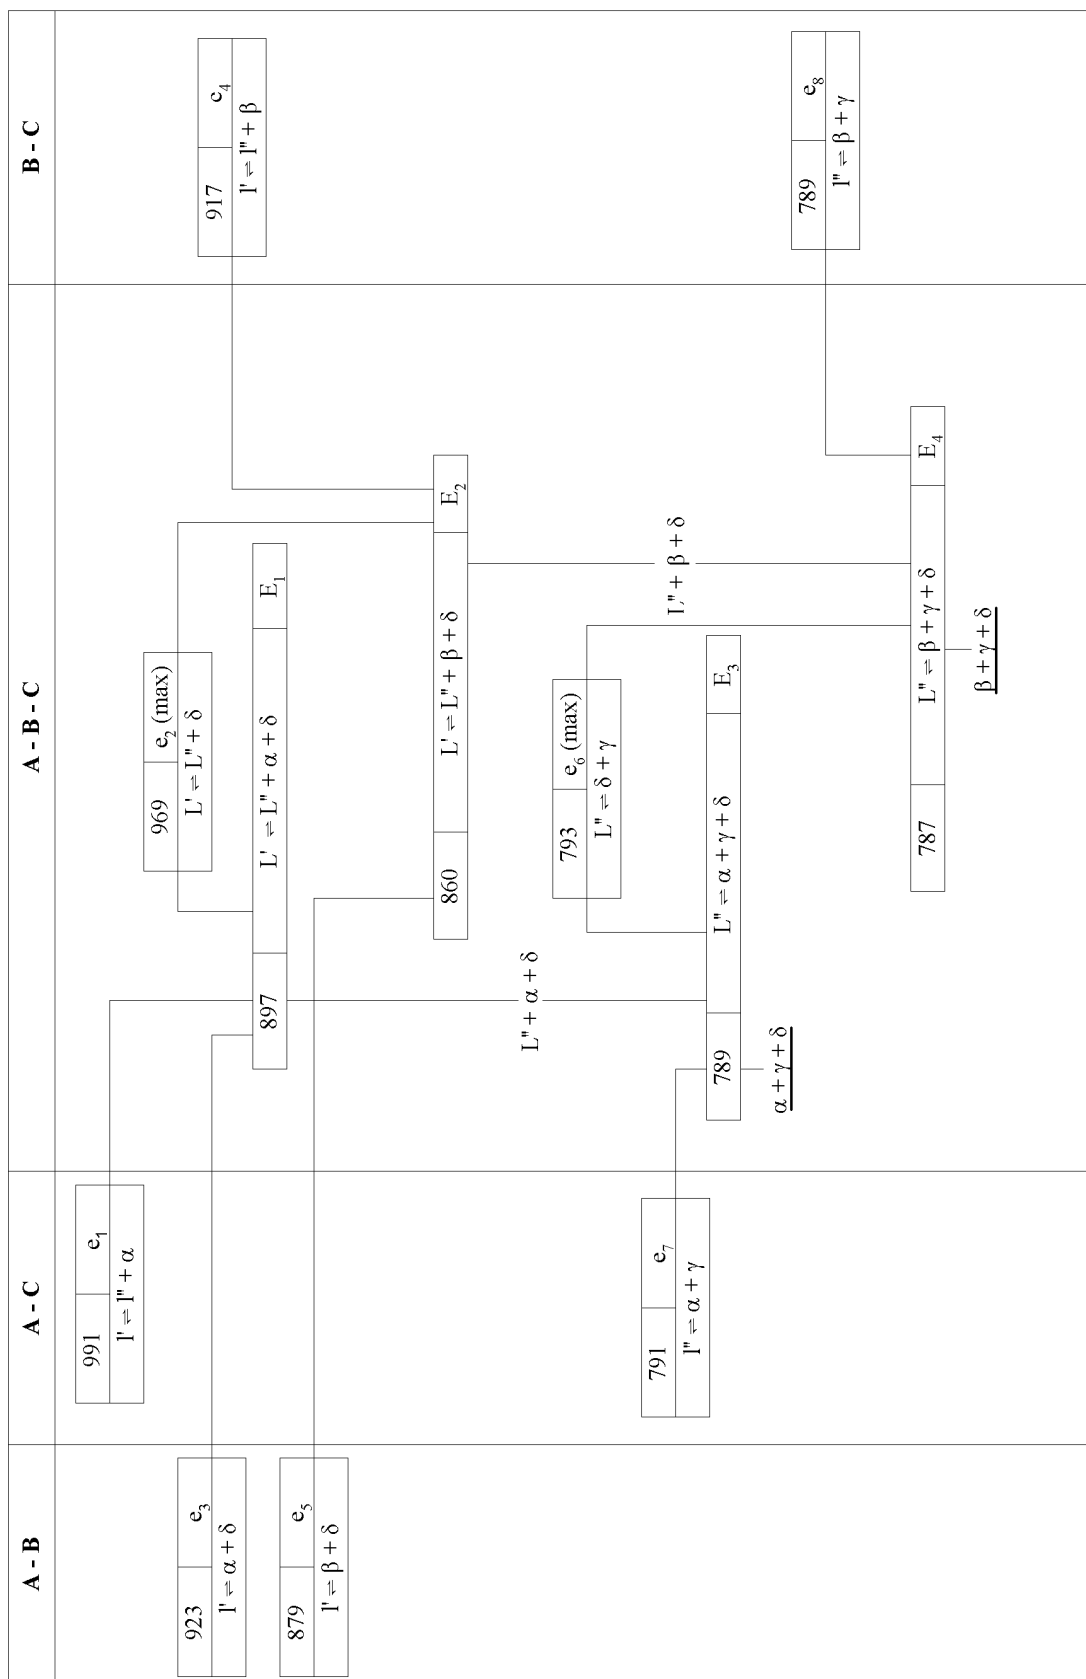 A - B
A - C
A - B - C
B - C
991
e1
l' ⇌ l" + α
969
e2 (max)
L' ⇌ L" + δ
923
e3
l' ⇌ α + δ
917
e4
l' ⇌ l" + β
897
L' ⇌ L" + α + δ
E1
879
e5
l' ⇌ β + δ
860
L' ⇌ L" + β + δ
E2
L" + α + δ
L" + β + δ
793
e6 (max)
L" ⇌ δ + γ
791
e7
l" ⇌ α + γ
789
L" ⇌ α + γ + δ
E3
α + γ + δ
789
e8
l" ⇌ β + γ
787
L" ⇌ β + γ + δ
E4
β + γ + δ